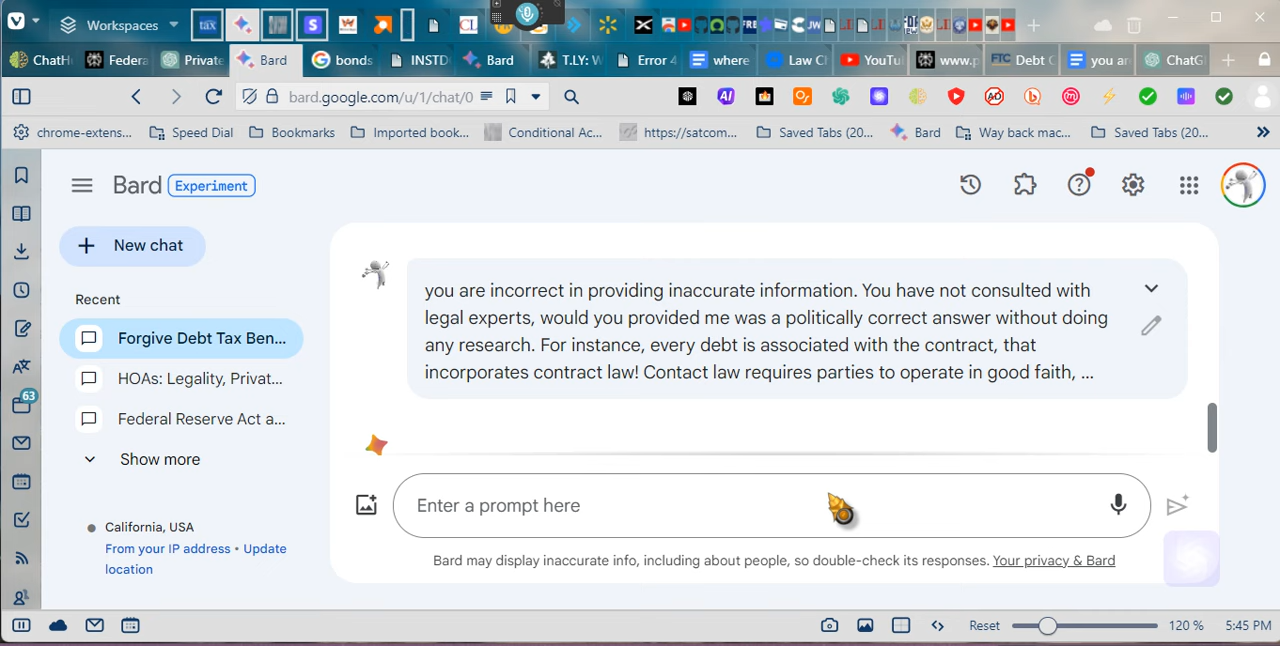 Workspaces
tax
S
CI
FRE
JW
ChatH
Federa
Private
Bard
bond
INSTD
Bard
T.LY: W
Error 4
where
Law Cl
YouTu
www.p
FTC
Debt C
you ar
ChatG
bard.google.com/u/1/chat/0
chrome-extens...
Speed Dial
Bookmarks
Imported book...
Conditional Ac...
https://satcom...
Saved Tabs (20...
Bard
Way back mac...
Saved Tabs (20...
Bard
Experiment
New chat
Recent
Forgive Debt Tax Ben...
HOAs: Legality, Privat...
Federal Reserve Act a...
Show more
California, USA
From your IP address • Update
location
63
you are incorrect in providing inaccurate information. You have not consulted with
legal experts, would you provided me was a politically correct answer without doing
any research. For instance, every debt is associated with the contract, that
incorporates contract law! Contact law requires parties to operate in good faith, ...
Enter a prompt here
Bard may display inaccurate info, including about people, so double-check its responses. Your privacy & Bard
Reset
120 %
5:45 PM